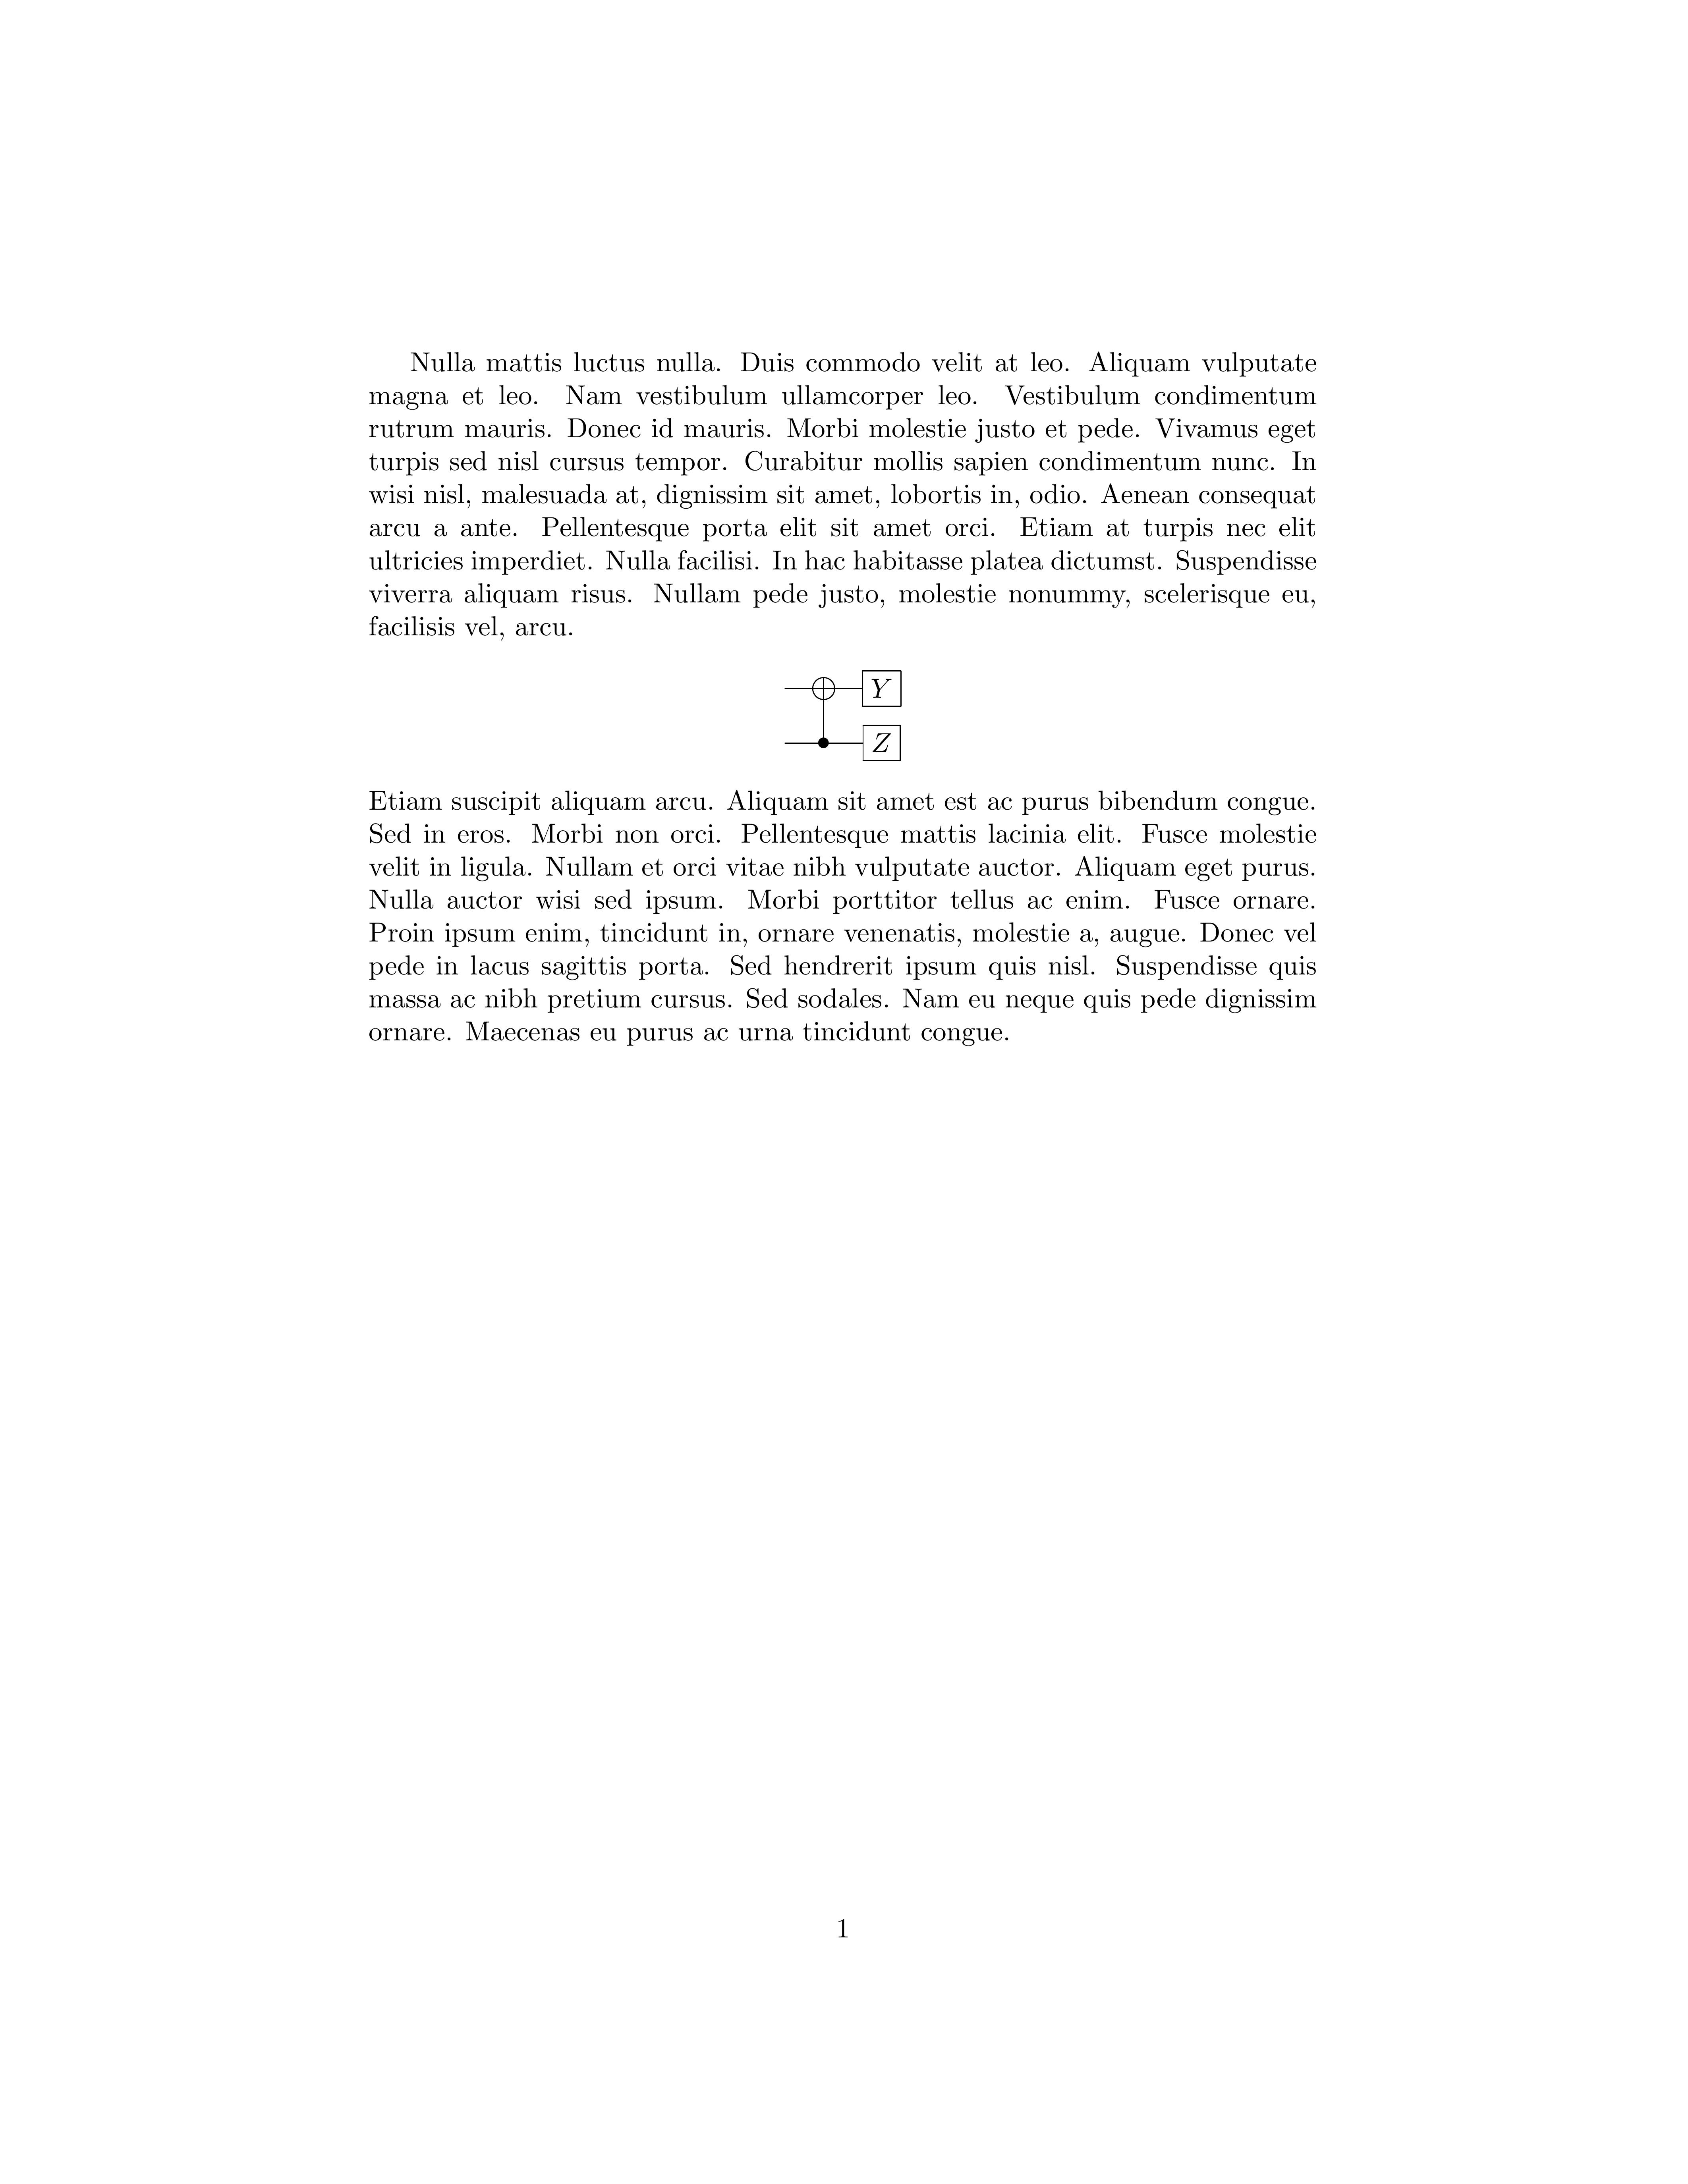 Nulla mattis luctus nulla. Duis commodo velit at leo. Aliquam vulputate
magna et leo. Nam vestibulum ullamcorper leo. Vestibulum condimentum
rutrum mauris. Donec id mauris. Morbi molestie justo et pede. Vivamus eget
turpis sed nisl cursus tempor. Curabitur mollis sapien condimentum nunc. In
wisi nisl, malesuada at, dignissim sit amet, lobortis in, odio. Aenean consequat
arcu a ante. Pellentesque porta elit sit amet orci. Etiam at turpis nec elit
ultricies imperdiet. Nulla facilisi. In hac habitasse platea dictumst. Suspendisse
viverra aliquam risus. Nullam pede justo, molestie nonummy, scelerisque eu,
facilisis vel, arcu.
Y
Z
Etiam suscipit aliquam arcu. Aliquam sit amet est ac purus bibendum congue.
Sed in eros. Morbi non orci. Pellentesque mattis lacinia elit. Fusce molestie
velit in ligula. Nullam et orci vitae nibh vulputate auctor. Aliquam eget purus.
Nulla auctor wisi sed ipsum. Morbi porttitor tellus ac enim. Fusce ornare.
Proin ipsum enim, tincidunt in, ornare venenatis, molestie a, augue. Donec vel
pede in lacus sagittis porta. Sed hendrerit ipsum quis nisl. Suspendisse quis
massa ac nibh pretium cursus. Sed sodales. Nam eu neque quis pede dignissim
ornare. Maecenas eu purus ac urna tincidunt congue.
1